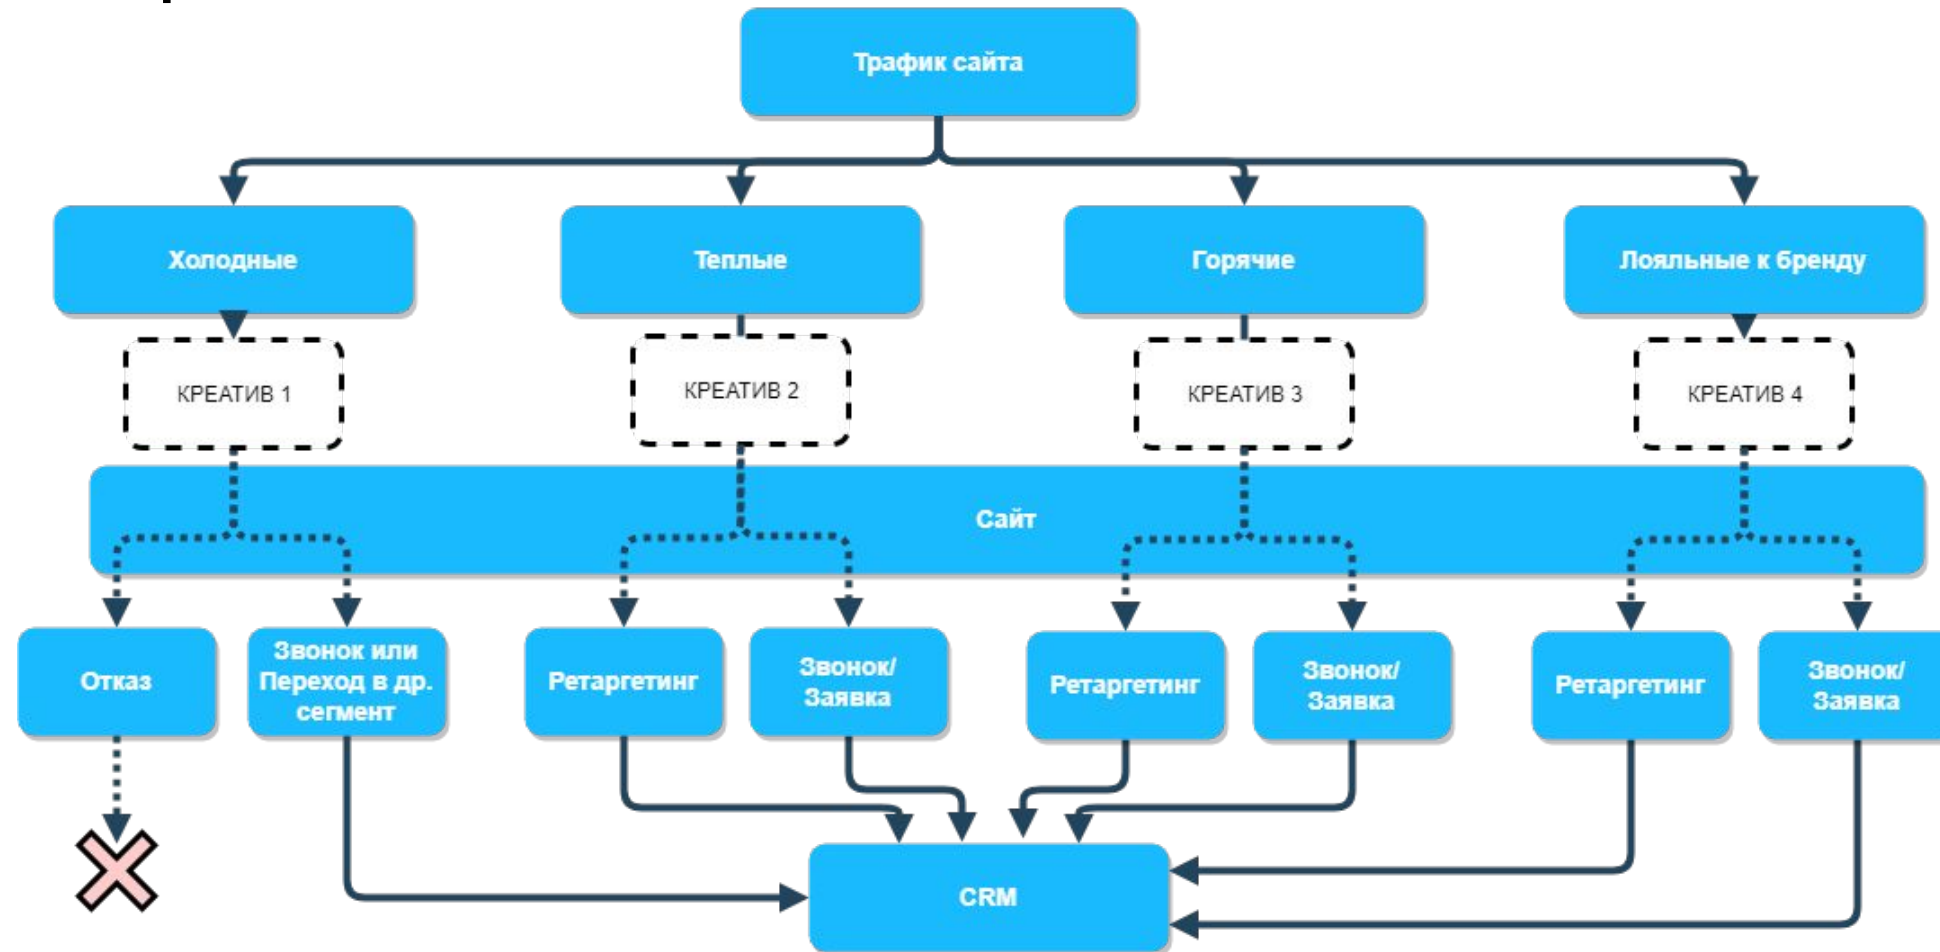 Трафик сайта
Холодные
Теплые
Горячие
Лояльные к бренду
КРЕАТИВ 1
КРЕАТИВ 2
КРЕАТИВ 3
КРЕАТИВ 4
Сайт
Отказ
Звонок или
Переход в др.
сегмент
Ретаргетинг
Звонок/
Заявка
Ретаргетинг
Звонок/
Заявка
Ретаргетинг
Звонок/
Заявка
CRM